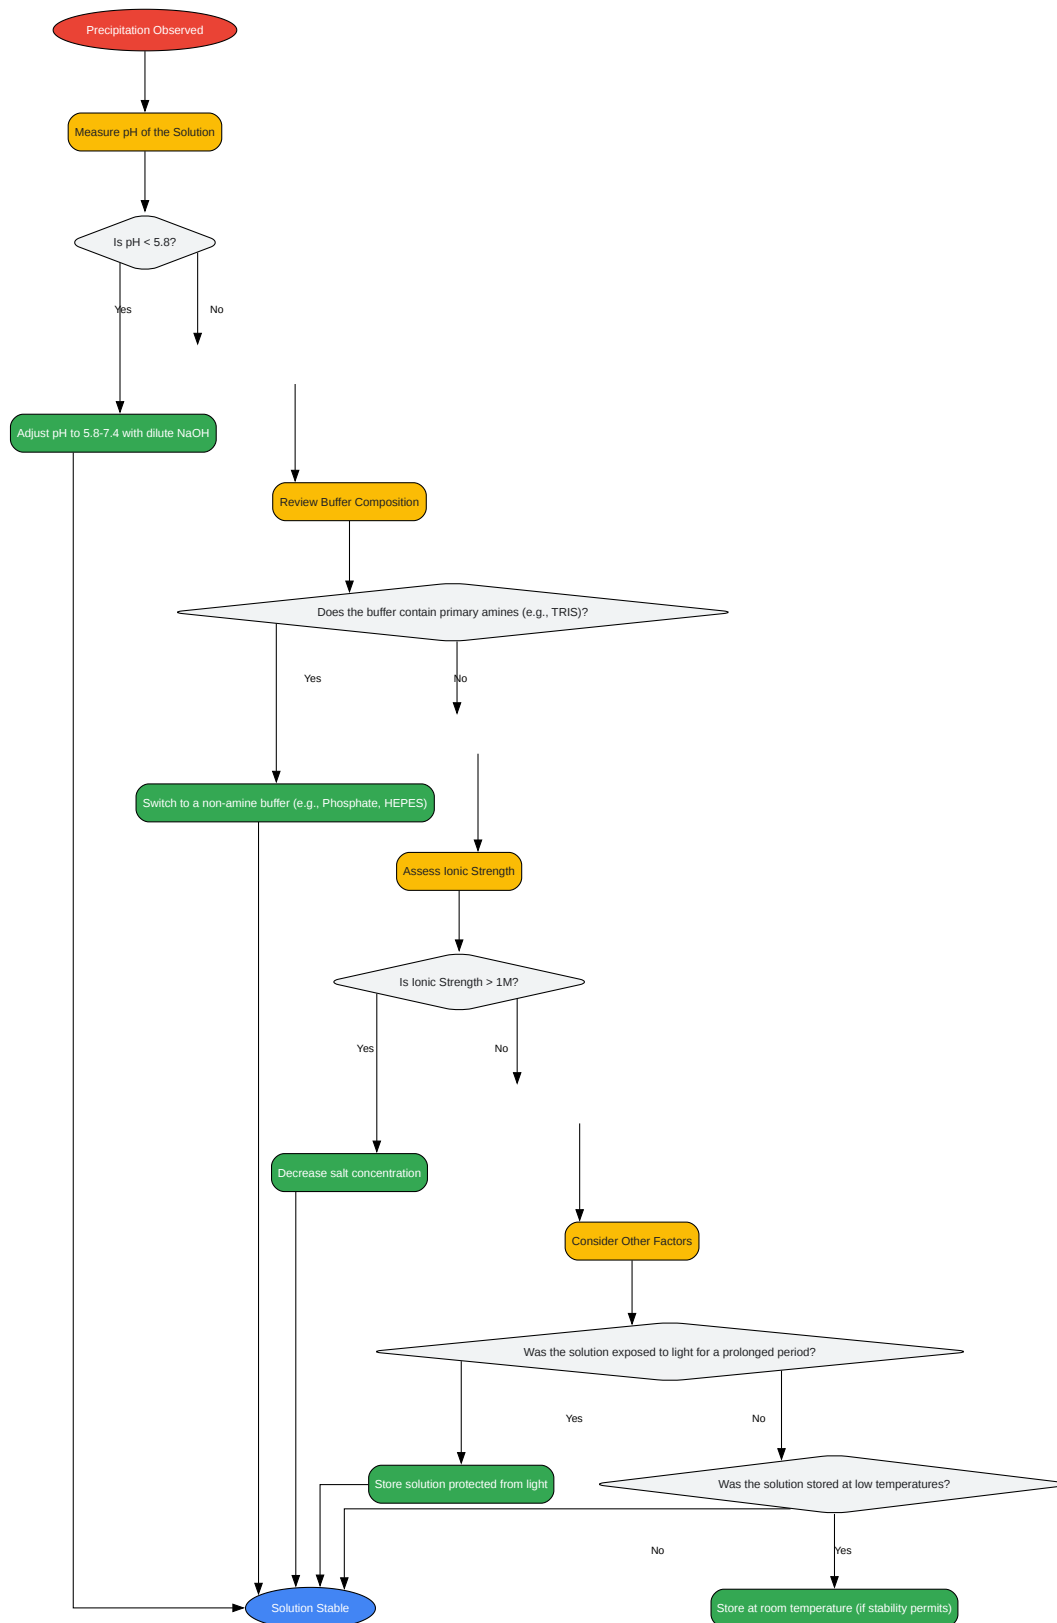 Precipitation Observed
Measure pH of the Solution
Is pH < 5.8?
Yes
No
Adjust pH to 5.8-7.4 with dilute NaOH
Review Buffer Composition
Does the buffer contain primary amines (e.g., TRIS)?
Yes
No
Switch to a non-amine buffer (e.g., Phosphate, HEPES)
Assess Ionic Strength
Is Ionic Strength > 1M?
Yes
No
Decrease salt concentration
Consider Other Factors
Was the solution exposed to light for a prolonged period?
Yes
No
Store solution protected from light
Was the solution stored at low temperatures?
No
Yes
Solution Stable
Store at room temperature (if stability permits)